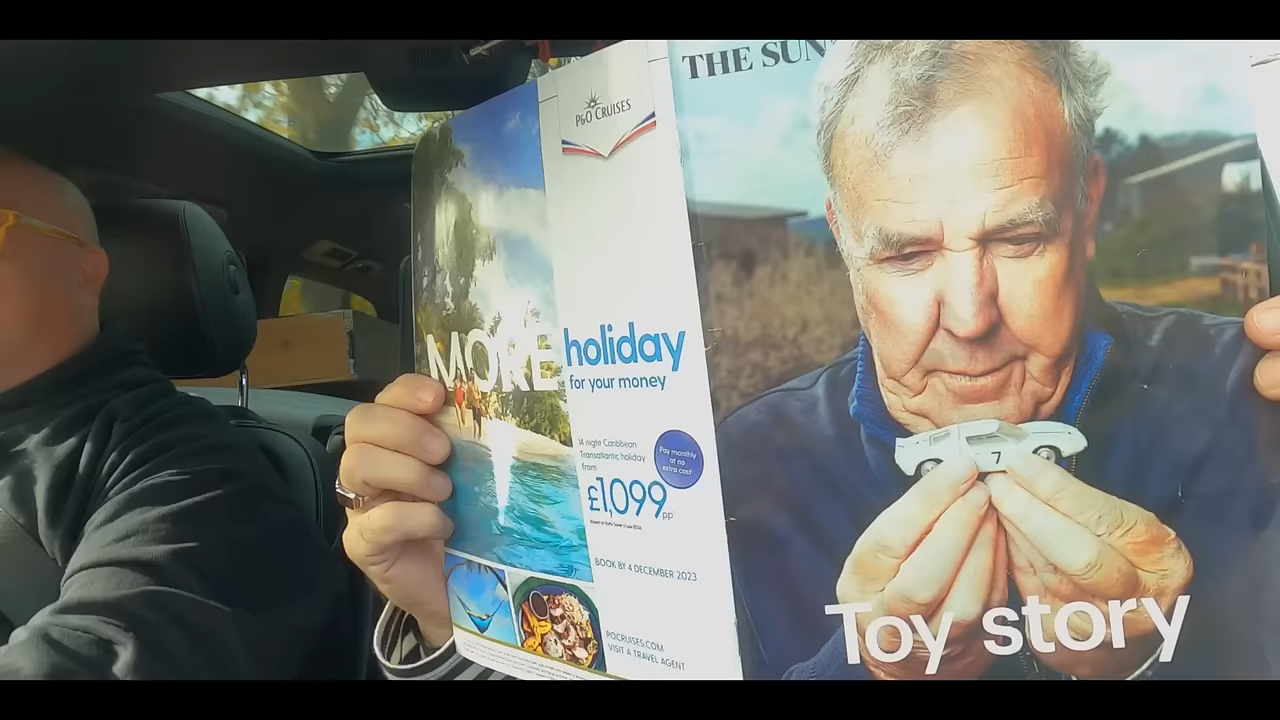 P&O CRUISES
MORE holiday
for your money
14 night Caribbean
Transatlantic holiday
from
£1,099pp
Pay monthly
at no
extra cost
BOOK BY 4 DECEMBER 2023
POCRUISES.COM
VISIT A TRAVEL AGENT
THE SUN
7
Toy story